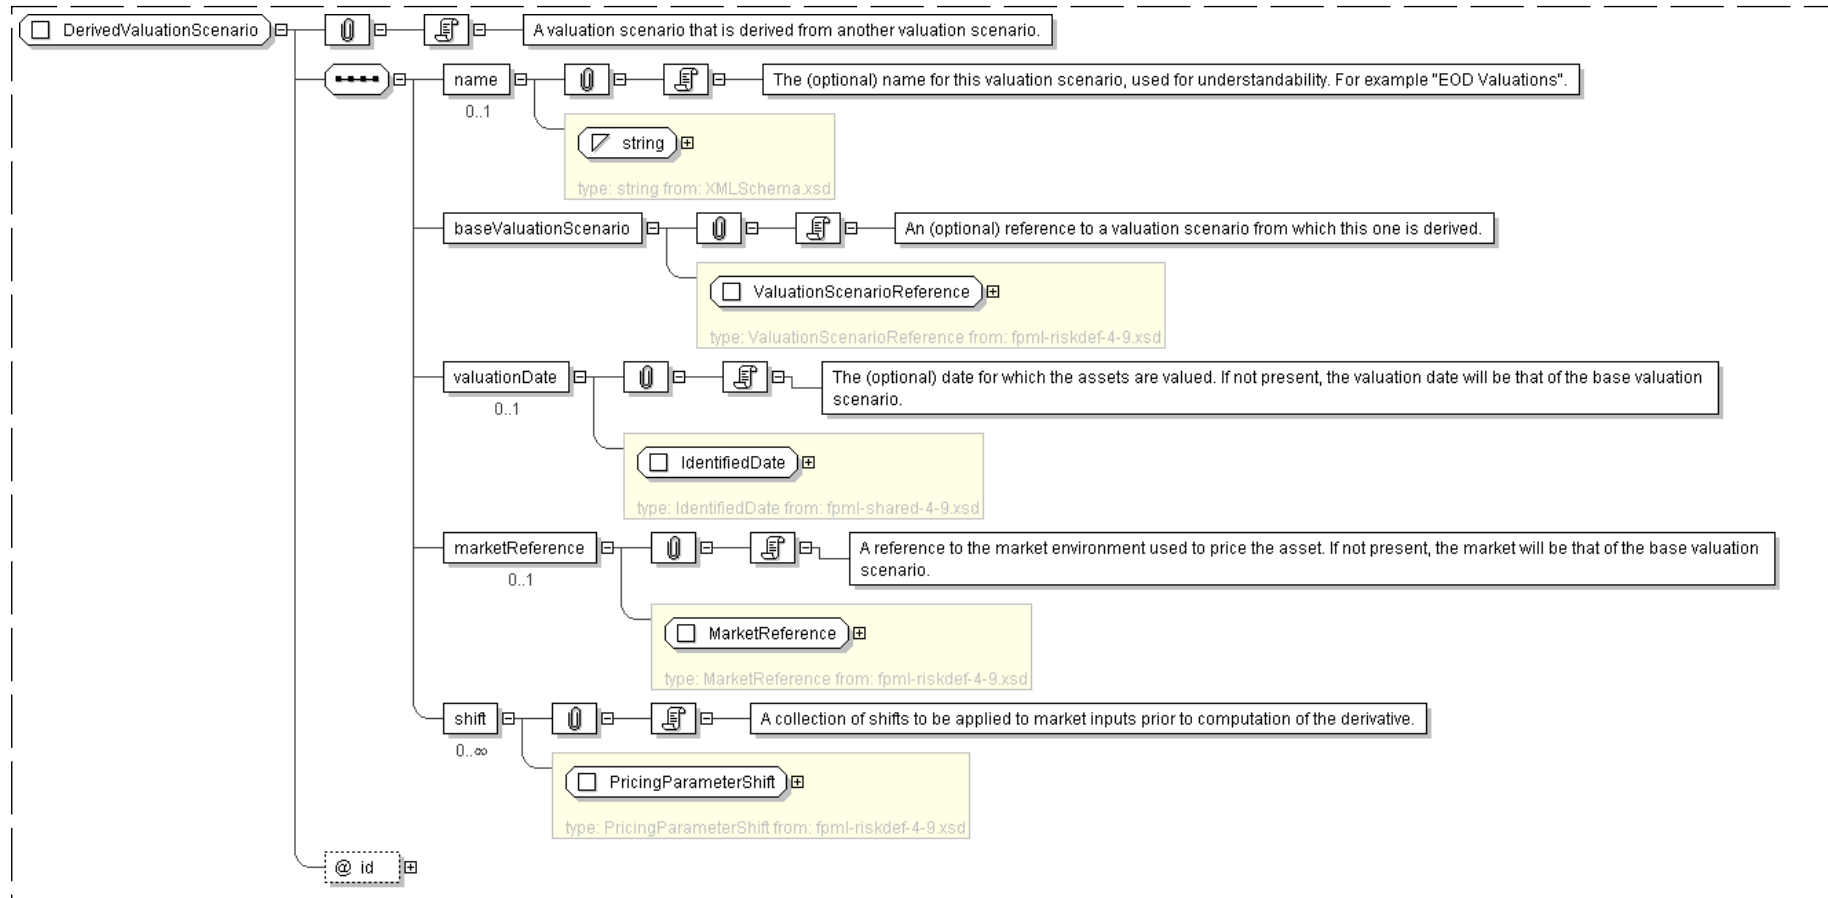 DerivedValuationScenario
A valuation scenario that is derived from another valuation scenario.
name
The (optional) name for this valuation scenario, used for understandability. For example "EOD Valuations".
0..1
string
type: string from: XMLSchema.xsd
baseValuationScenario
An (optional) reference to a valuation scenario from which this one is derived.
ValuationScenarioReference
type: ValuationScenarioReference from: fpml-riskdef-4-9.xsd
valuationDate
The (optional) date for which the assets are valued. If not present, the valuation date will be that of the base valuation
scenario.
0..1
IdentifiedDate
type: IdentifiedDate from: fpml-shared-4-9.xsd
marketReference
A reference to the market environment used to price the asset. If not present, the market will be that of the base valuation
scenario.
0..1
MarketReference
type: MarketReference from: fpml-riskdef-4-9.xsd
shift
A collection of shifts to be applied to market inputs prior to computation of the derivative.
0..∞
PricingParameterShift
type: PricingParameterShift from: fpml-riskdef-4-9.xsd
@ id